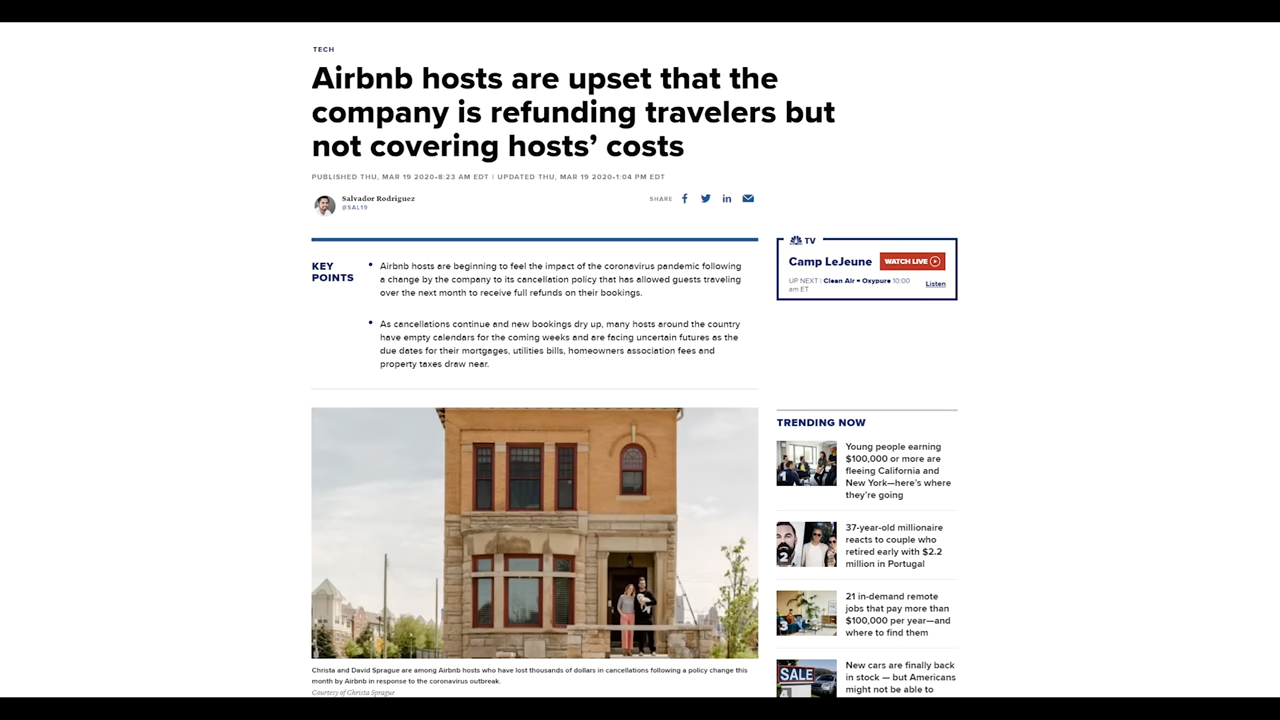 TECH
Airbnb hosts are upset that the
company is refunding travelers but
not covering hosts’ costs
PUBLISHED THU, MAR 19 2020•8:23 AM EDT | UPDATED THU, MAR 19 2020•1:04 PM EDT
Salvador Rodriguez
@SAL19
SHARE
KEY
POINTS
Airbnb hosts are beginning to feel the impact of the coronavirus pandemic following
a change by the company to its cancellation policy that has allowed guests traveling
over the next month to receive full refunds on their bookings.
As cancellations continue and new bookings dry up, many hosts around the country
have empty calendars for the coming weeks and are facing uncertain futures as the
due dates for their mortgages, utilities bills, homeowners association fees and
property taxes draw near.
Christa and David Sprague are among Airbnb hosts who have lost thousands of dollars in cancellations following a policy change this
month by Airbnb in response to the coronavirus outbreak.
Courtesy of Christa Sprague
TV
Camp LeJeune
WATCH LIVE
UP NEXT | Clean Air + Oxypure 10:00
am ET
Listen
TRENDING NOW
1
Young people earning
$100,000 or more are
fleeing California and
New York—here’s where
they’re going
2
37-year-old millionaire
reacts to couple who
retired early with $2.2
million in Portugal
3
21 in-demand remote
jobs that pay more than
$100,000 per year—and
where to find them
SALE
4
New cars are finally back
in stock — but Americans
might not be able to